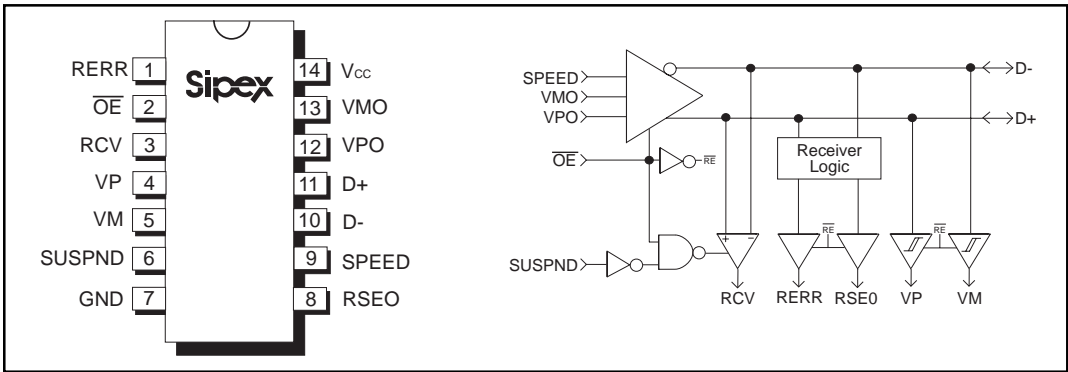 Sipex
RERR 1
OE 2
RCV 3
VP 4
VM 5
SUSPND 6
GND 7
14 Vcc
13 VMO
12 VPO
11 D+
10 D-
9 SPEED
8 RSEO
SPEED
VMO
VPO
OE
RE
SUSPND
D-
D+
Receiver
Logic
+ −
RE
RE
RCV
RERR
RSE0
VP
VM